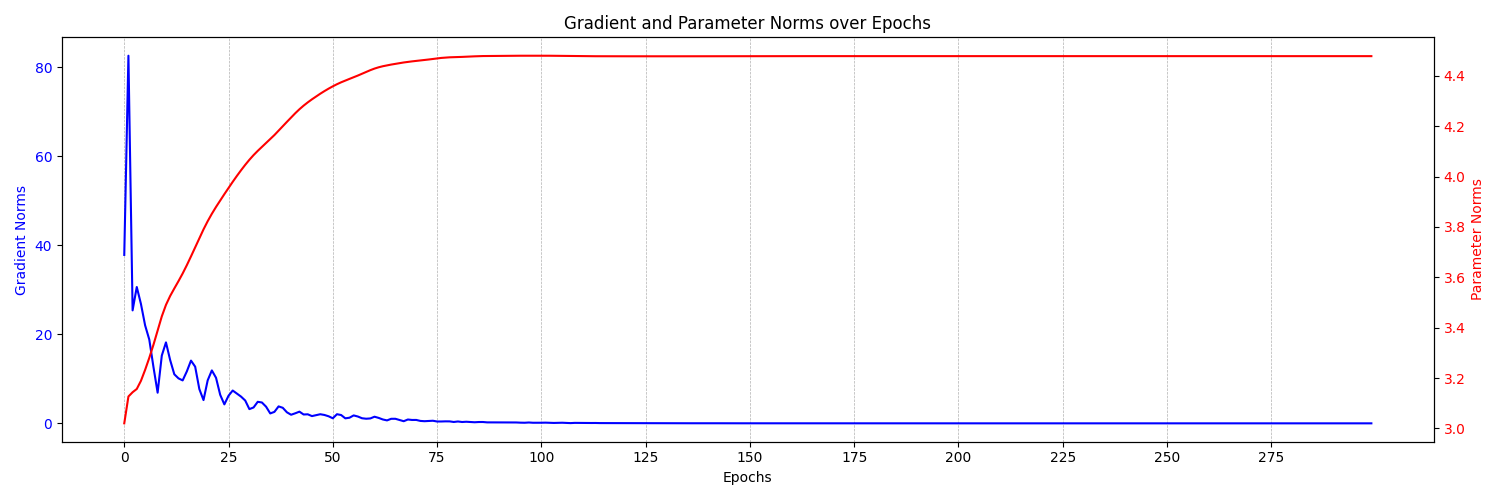 Gradient and Parameter Norms over Epochs
Gradient Norms
80
60
40
20
0
0 25 50 75 100 125 150 175 200 225 250 275
Epochs
4.4
4.2
4.0
3.8
3.6
3.4
3.2
3.0
Parameter Norms